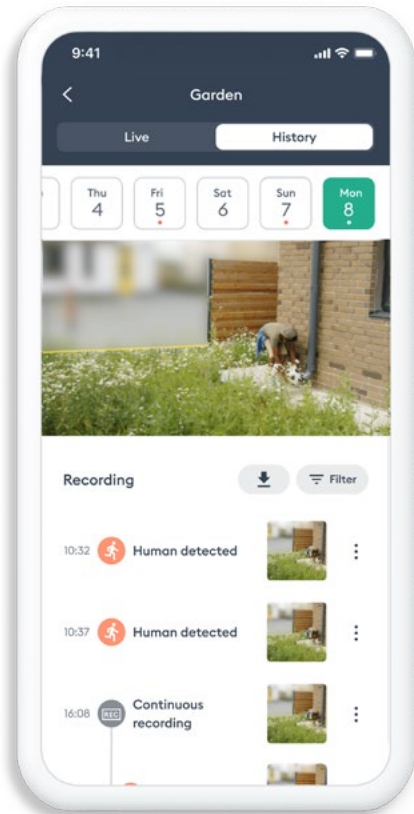 9:41
Garden
Live History
Thu Fri Sat Sun Mon
4 5 6 7 8
Recording Filter
10:32 Human detected
10:37 Human detected
16:08 REC Continuous
recording